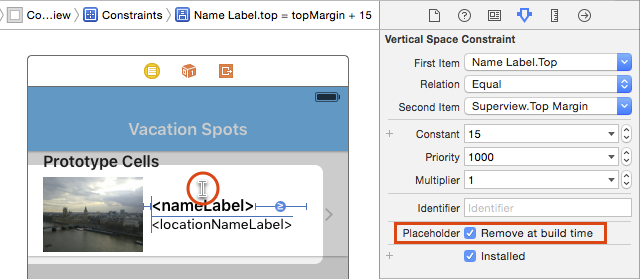 Co...iew > Constraints > Name Label.top = topMargin + 15
Vertical Space Constraint
First Item Name Label.Top
Relation Equal
Second Item Superview.Top Margin
Constant 15
Priority 1000
Multiplier 1
Identifier Identifier
Placeholder Remove at build time
Installed
Vacation Spots
Prototype Cells
<nameLabel>
<locationNameLabel>